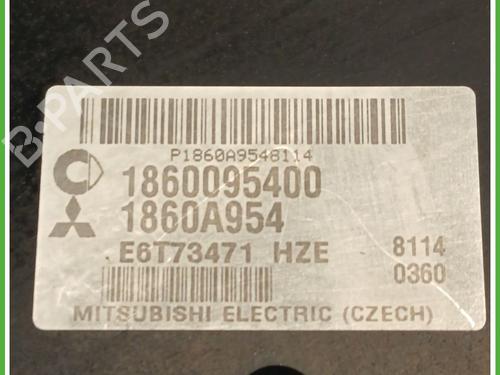 B-PARTS
P1860A9548114
1860095400
1860A954
E6T73471 HZE 8114
0360
MITSUBISHI ELECTRIC (CZECH)